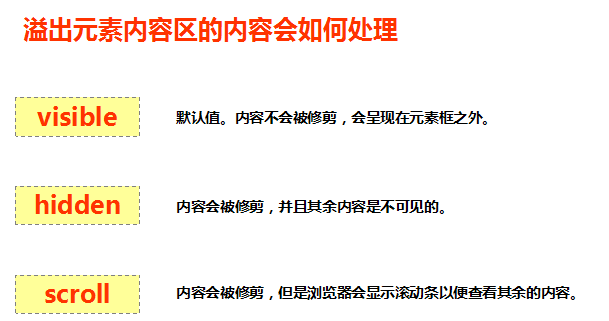 溢出元素内容区的内容会如何处理
visible
默认值。内容不会被修剪，会呈现在元素框之外。
hidden
内容会被修剪，并且其余内容是不可见的。
scroll
内容会被修剪，但是浏览器会显示滚动条以便查看其余的内容。